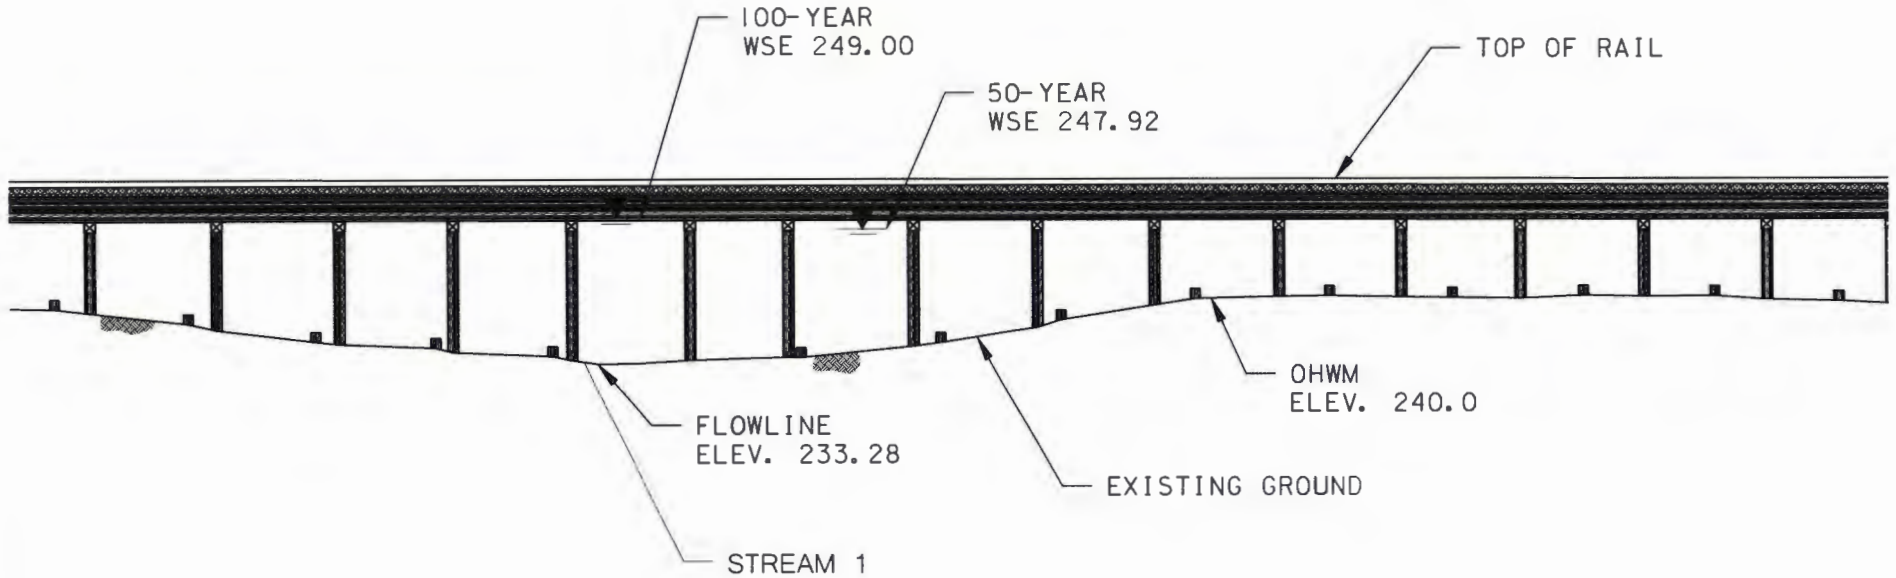 100-YEAR
WSE 249.00
TOP OF RAIL
50-YEAR
WSE 247.92
OHWM
ELEV. 240.0
FLOWLINE
ELEV. 233.28
EXISTING GROUND
STREAM 1